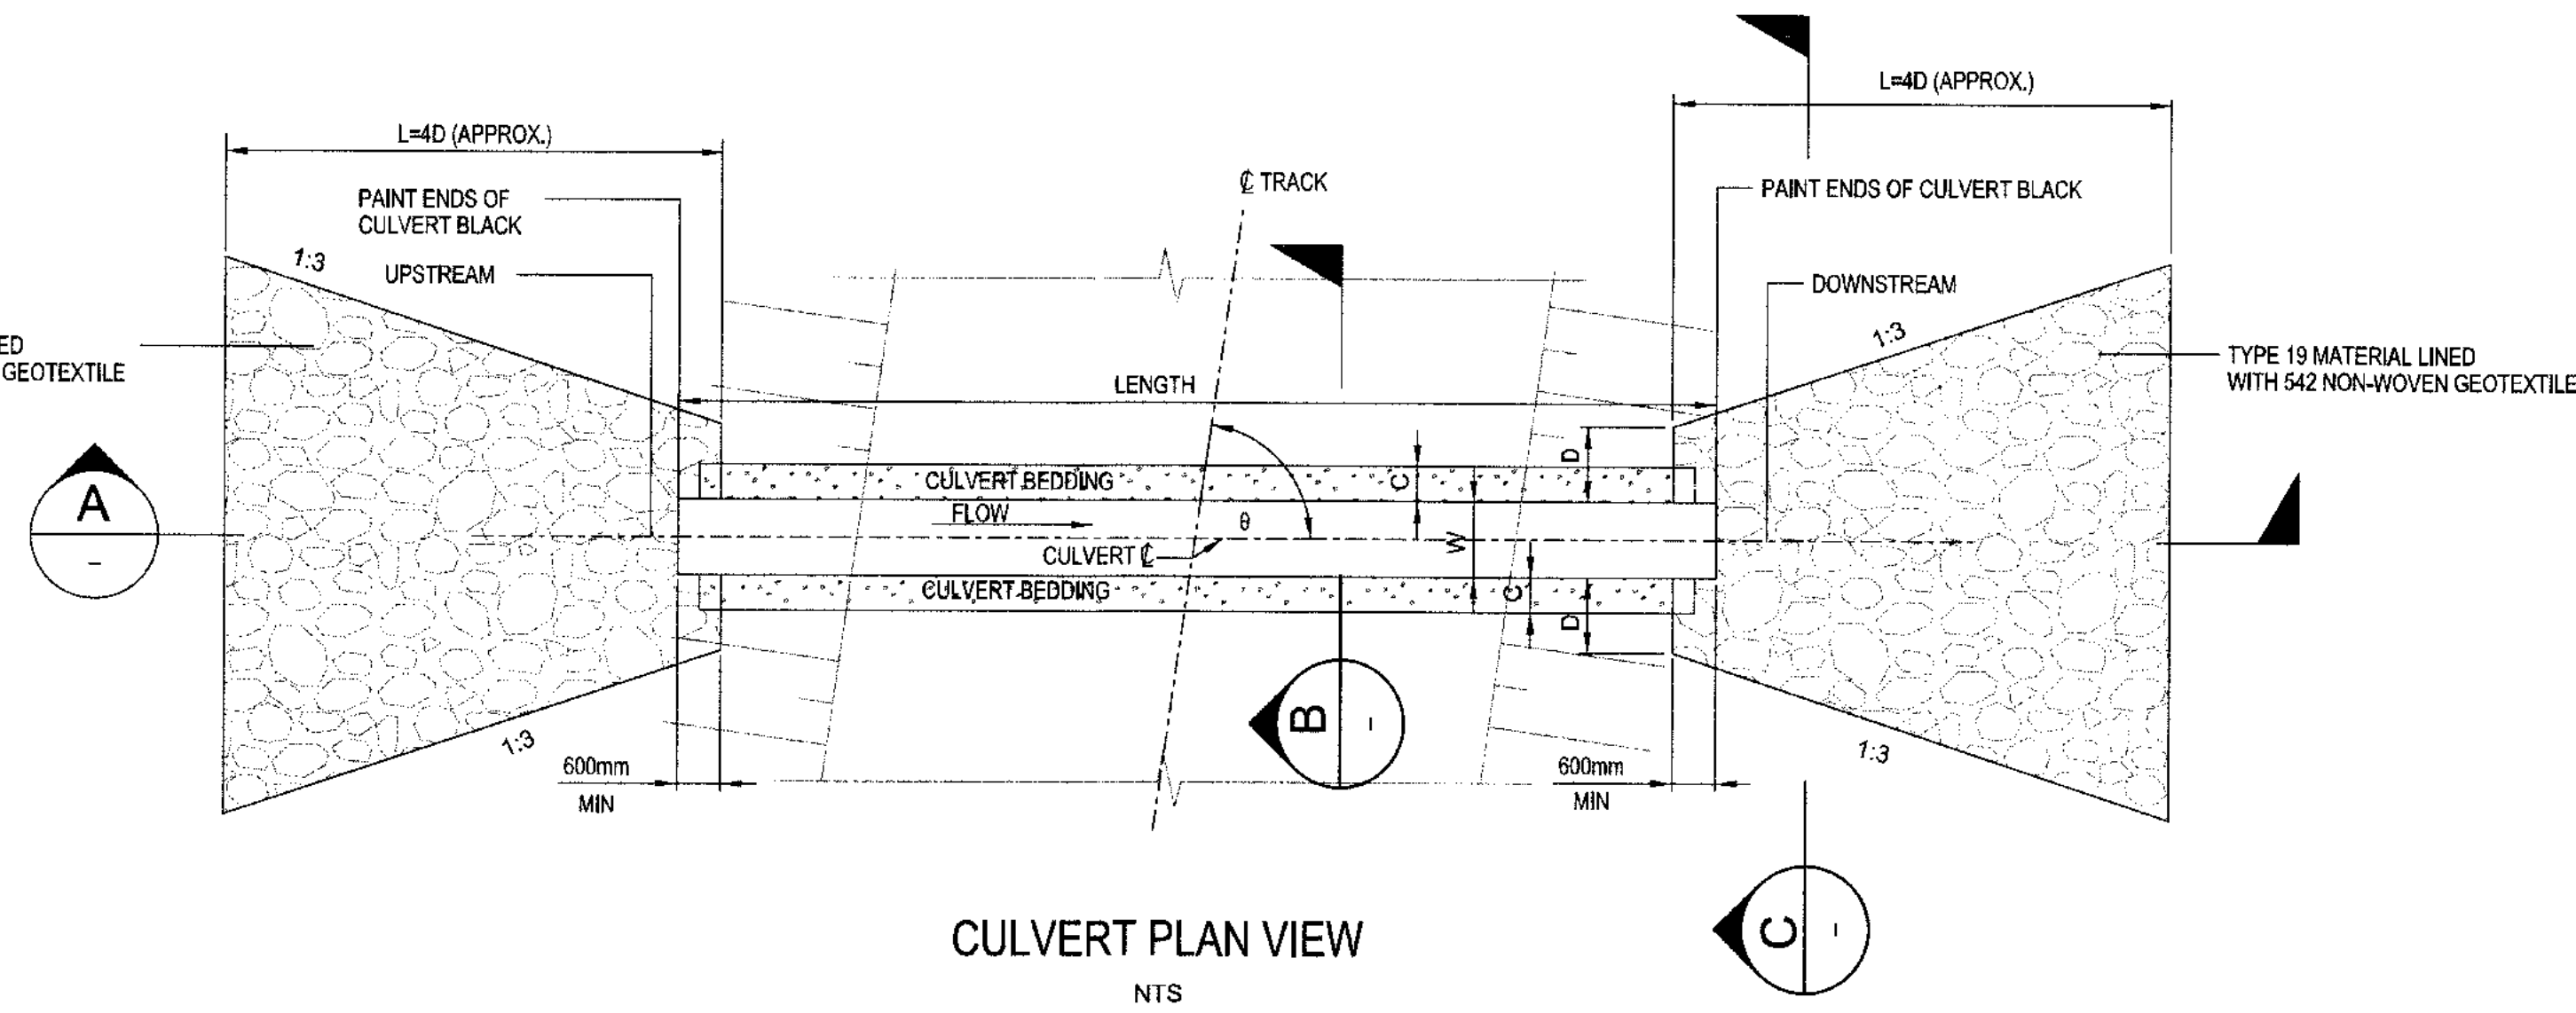 L=4D (APPROX.)
L=4D (APPROX.)
PAINT ENDS OF
CULVERT BLACK
℄ TRACK
PAINT ENDS OF CULVERT BLACK
1:3
UPSTREAM
DOWNSTREAM
1:3
ED
GEOTEXTILE
TYPE 19 MATERIAL LINED
WITH 542 NON-WOVEN GEOTEXTILE
LENGTH
A
-
CULVERT BEDDING
C
D
FLOW
θ
CULVERT ℄
W
CULVERT BEDDING
C
D
B
-
1:3
1:3
600mm
MIN
600mm
MIN
C
-
CULVERT PLAN VIEW
NTS